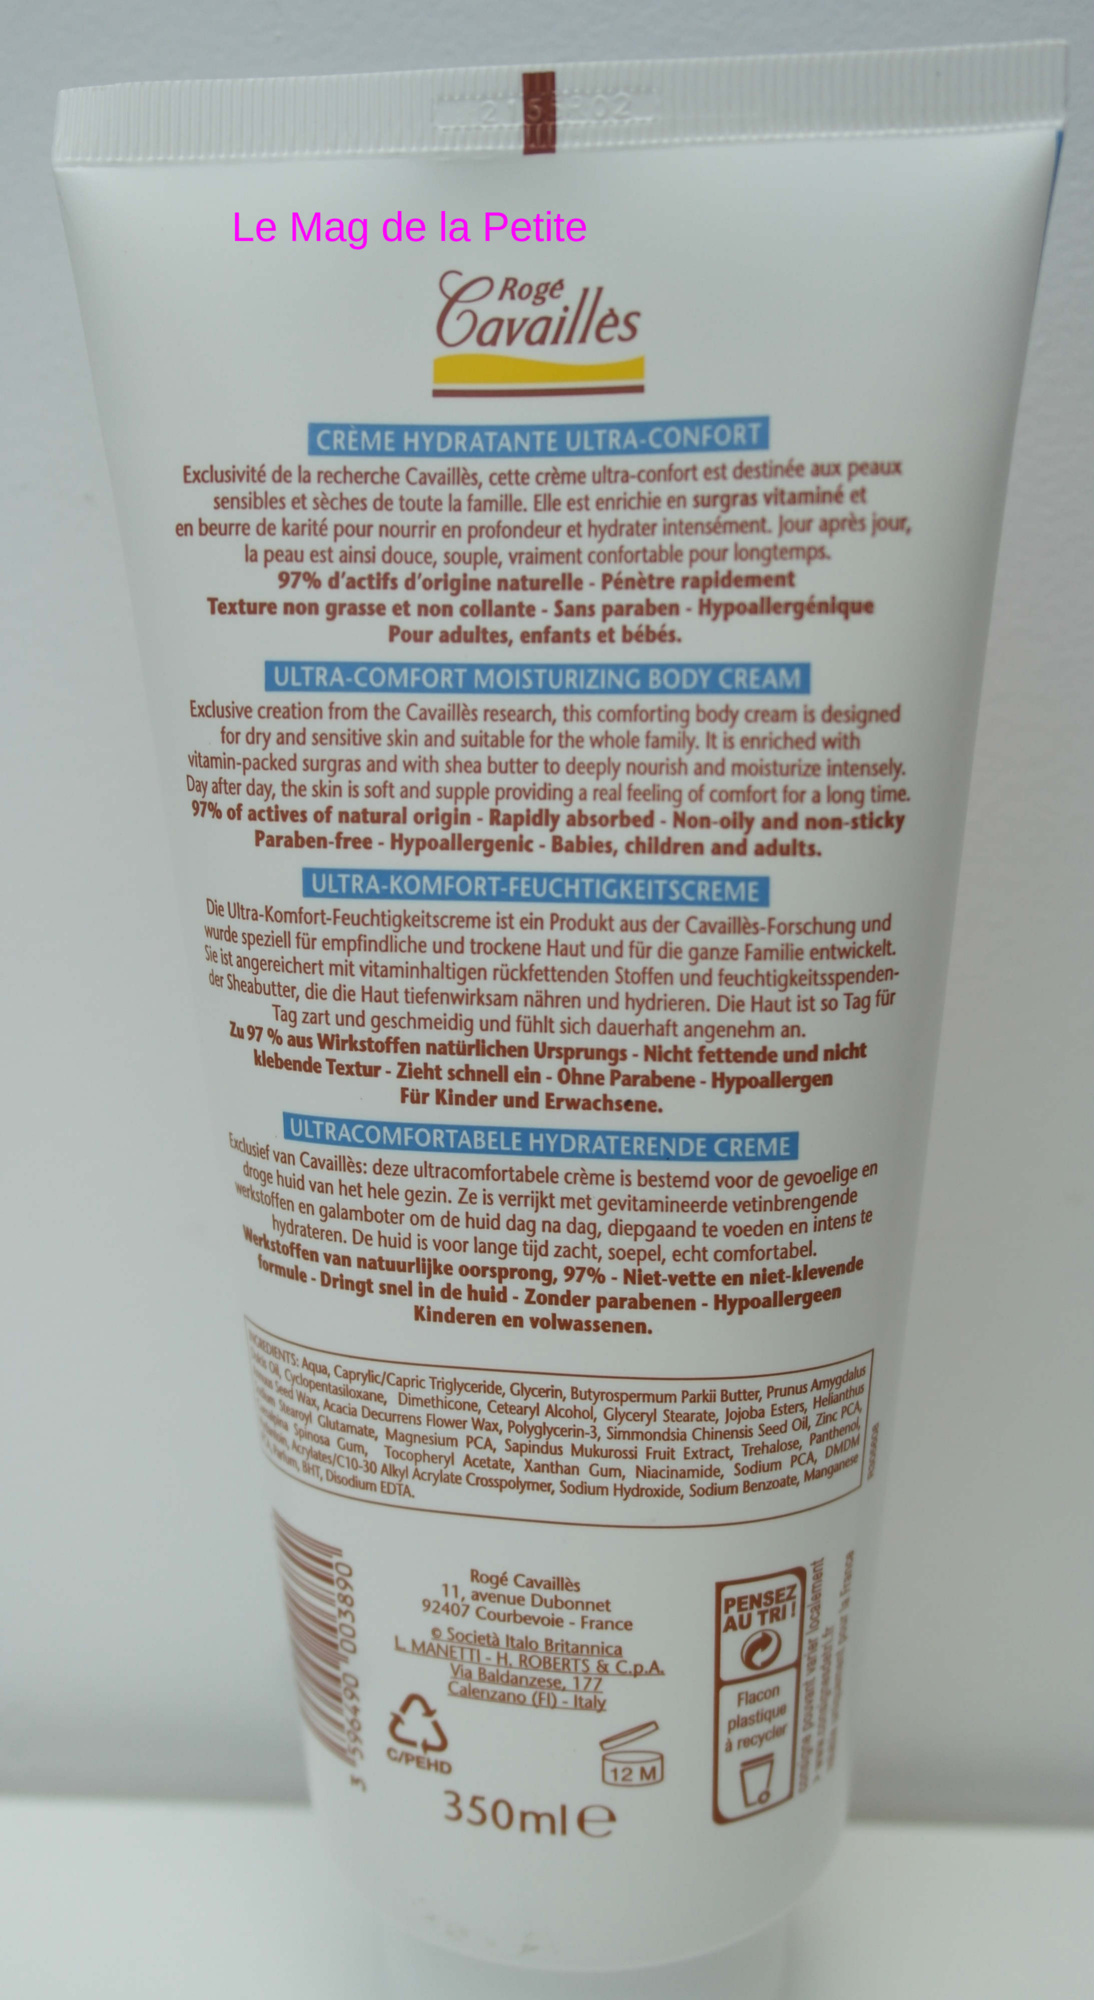 Le Mag de la Petite
Rogé
Cavaillès
CRÈME HYDRATANTE ULTRA-CONFORT
Exclusivité de la recherche Cavaillès, cette crème ultra-confort est destinée aux peaux
sensibles et sèches de toute la famille. Elle est enrichie en surgras vitaminé et
en beurre de karité pour nourrir en profondeur et hydrater intensément. Jour après jour,
la peau est ainsi douce, souple, vraiment confortable pour longtemps.
97% d'actifs d'origine naturelle - Pénètre rapidement
Texture non grasse et non collante - Sans paraben - Hypoallergénique
Pour adultes, enfants et bébés.
ULTRA-COMFORT MOISTURIZING BODY CREAM
Exclusive creation from the Cavaillès research, this comforting body cream is designed
for dry and sensitive skin and suitable for the whole family. It is enriched with
vitamin-packed surgras and with shea butter to deeply nourish and moisturize intensely.
Day after day, the skin is soft and supple providing a real feeling of comfort for a long time.
97% of actives of natural origin - Rapidly absorbed - Non-oily and non-sticky
Paraben-free - Hypoallergenic - Babies, children and adults.
ULTRA-KOMFORT-FEUCHTIGKEITSCREME
Die Ultra-Komfort-Feuchtigkeitscreme ist ein Produkt aus der Cavaillès-Forschung und
wurde speziell für empfindliche und trockene Haut und für die ganze Familie entwickelt.
Sie ist angereichert mit vitaminhaltigen rückfettenden Stoffen und feuchtigkeitsspenden-
der Sheabutter, die die Haut tiefenwirksam nähren und hydrieren. Die Haut ist so Tag für
Tag zart und geschmeidig und fühlt sich dauerhaft angenehm an.
Zu 97 % aus Wirkstoffen natürlichen Ursprungs - Nicht fettende und nicht
klebende Textur - Zieht schnell ein - Ohne Parabene - Hypoallergen
Für Kinder und Erwachsene.
ULTRACOMFORTABELE HYDRATERENDE CREME
Exclusief van Cavaillès: deze ultracomfortabele crème is bestemd voor de gevoelige en
droge huid van het hele gezin. Ze is verrijkt met gevitamineerde vetinbrengende
werkstoffen en galamboter om de huid dag na dag, diepgaand te voeden en intens te
hydrateren. De huid is voor lange tijd zacht, soepel, echt comfortabel.
Werkstoffen van natuurlijke oorsprong, 97% - Niet-vette en niet-klevende
formule - Dringt snel in de huid - Zonder parabenen - Hypoallergeen
Kinderen en volwassenen.
INGREDIENTS: Aqua, Caprylic/Capric Triglyceride, Glycerin, Butyrospermum Parkii Butter, Prunus Amygdalus
Oil, Cyclopentasiloxane, Dimethicone, Cetearyl Alcohol, Glyceryl Stearate, Jojoba Esters, Helianthus
Seed Wax, Acacia Decurrens Flower Wax, Polyglycerin-3, Simmondsia Chinensis Seed Oil, Zinc PCA,
Stearoyl Glutamate, Magnesium PCA, Sapindus Mukurossi Fruit Extract, Trehalose, Panthenol,
Spinosa Gum, Tocopheryl Acetate, Xanthan Gum, Niacinamide, Sodium PCA, DMDM
Acrylates/C10-30 Alkyl Acrylate Crosspolymer, Sodium Hydroxide, Sodium Benzoate, Manganese
Parfum, BHT, Disodium EDTA.
3 596490 003890
Rogé Cavaillès
11, avenue Dubonnet
92407 Courbevoie - France
© Società Italo Britannica
L. MANETTI - H. ROBERTS & C.p.A.
Via Baldanzese, 177
Calenzano (FI) - Italy
C/PEHD
12 M
350ml e
PENSEZ
AU TRI !
Flacon
plastique
à recycler
consigne pouvant varier localement